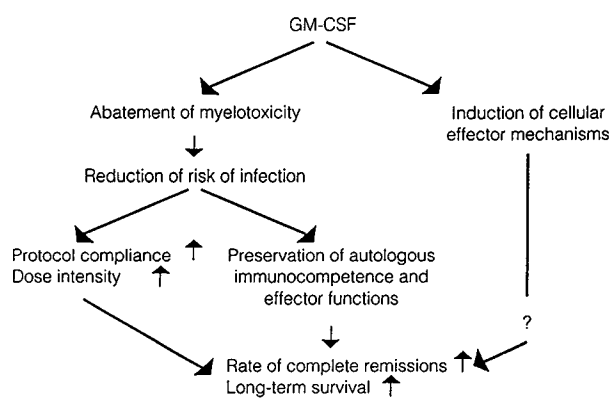 GM-CSF
Abatement of myelotoxicity
Induction of cellular
effector mechanisms
Reduction of risk of infection
Protocol compliance ↑
Dose intensity ↑
Preservation of autologous
immunocompetence and
effector functions
?
Rate of complete remissions ↑
Long-term survival ↑